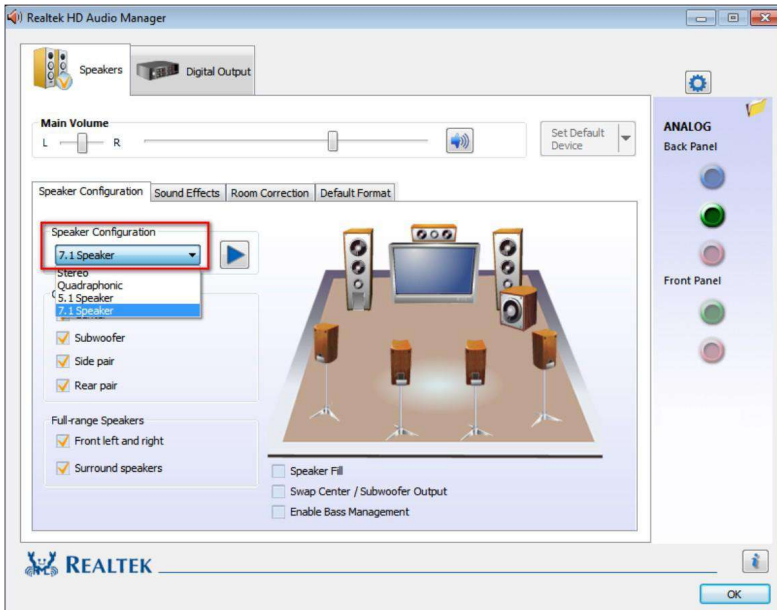 Realtek HD Audio Manager
Speakers
Digital Output
Main Volume
L
R
Set Default
Device
ANALOG
Back Panel
Front Panel
Speaker Configuration
Sound Effects
Room Correction
Default Format
Speaker Configuration
7.1 Speaker
Stereo
Quadraphonic
5.1 Speaker
7.1 Speaker
Subwoofer
Side pair
Rear pair
Full-range Speakers
Front left and right
Surround speakers
Speaker Fill
Swap Center / Subwoofer Output
Enable Bass Management
REALTEK
i
OK